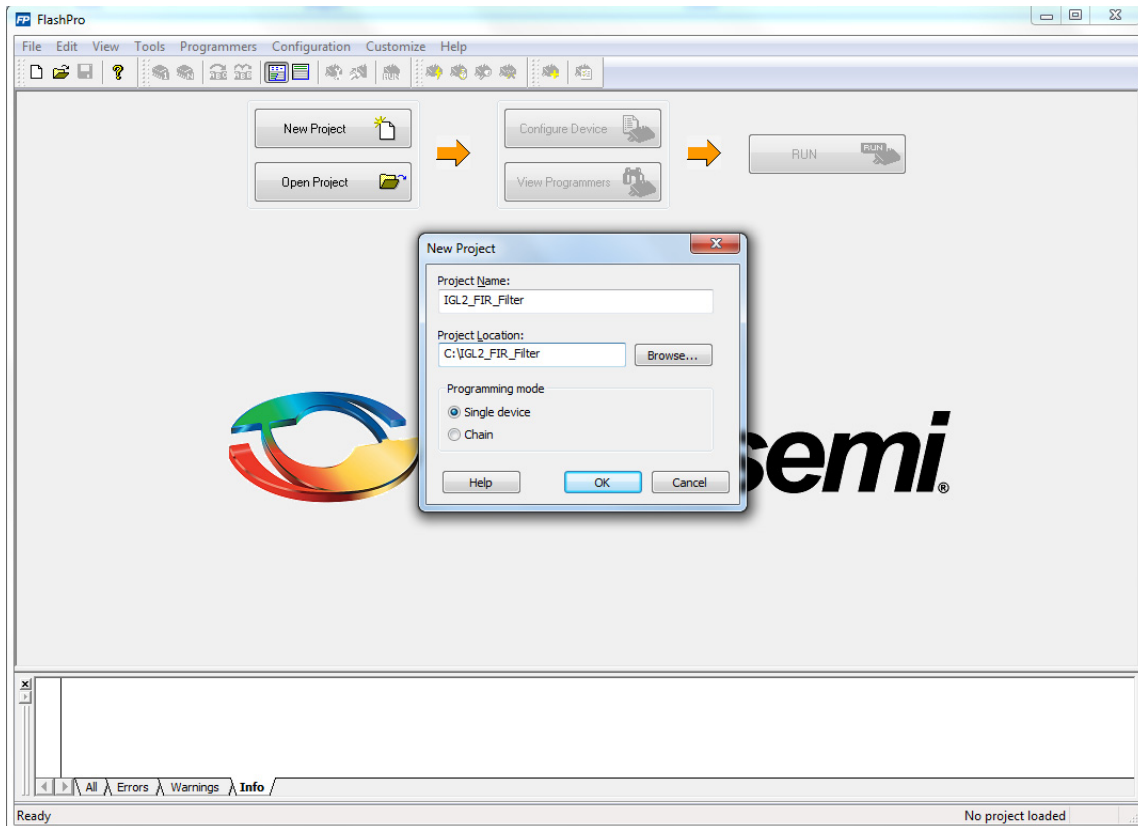 FP FlashPro
File Edit View Tools Programmers Configuration Customize Help
New Project
Configure Device
RUN
RUN
Open Project
View Programmers
New Project
Project Name:
IGL2_FIR_Filter
Project Location:
C:\IGL2_FIR_Filter
Browse...
Programming mode
Single device
Chain
Help
OK
Cancel
semi®
All
Errors
Warnings
Info
Ready
No project loaded